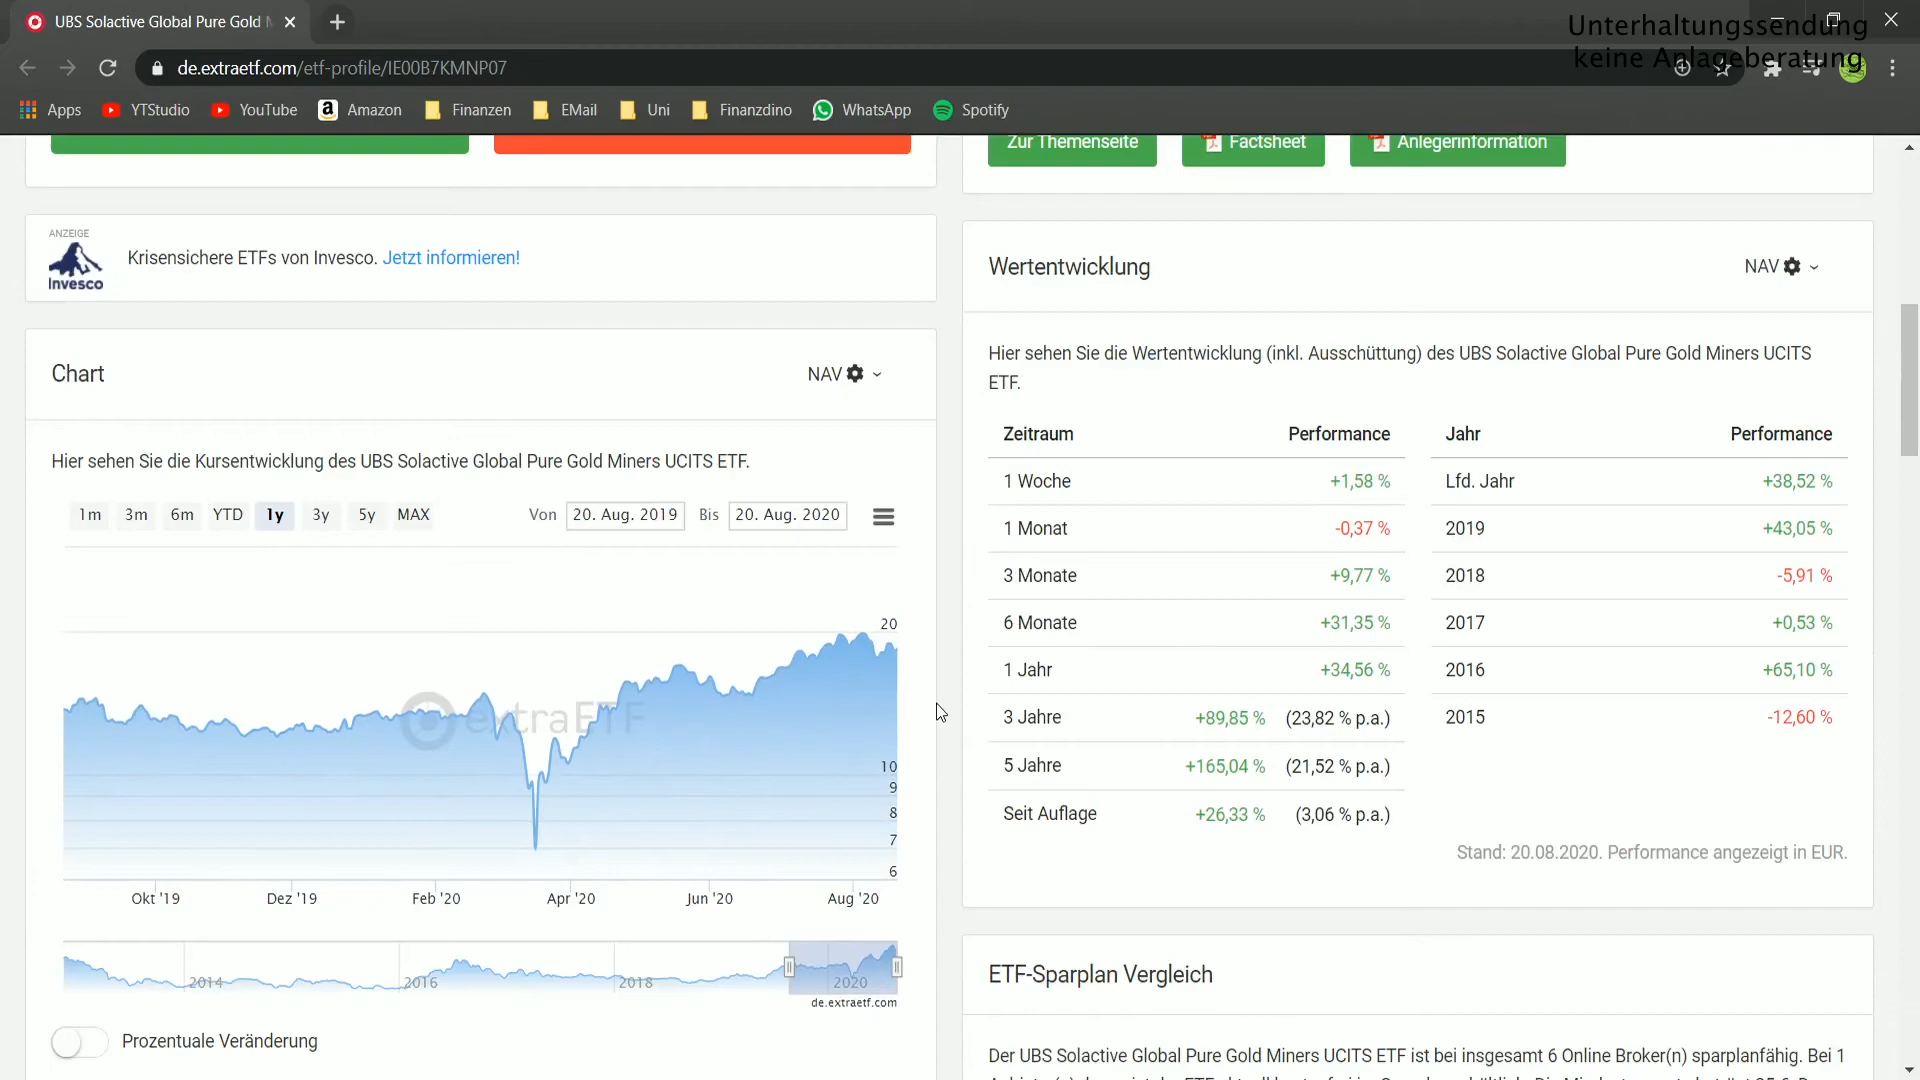 UBS Solactive Global Pure Gold M
Unterhaltungssendung
keine Anlageberatung
de.extraetf.com/etf-profile/IE00B7KMNP07
Apps
YTStudio
YouTube
Amazon
Finanzen
EMail
Uni
Finanzdino
WhatsApp
Spotify
Zur Themenseite
Factsheet
Anlegerinformation
ANZEIGE
Invesco
Krisensichere ETFs von Invesco. Jetzt informieren!
Chart
NAV
Hier sehen Sie die Kursentwicklung des UBS Solactive Global Pure Gold Miners UCITS ETF.
1m 3m 6m YTD 1y 3y 5y MAX
Von 20. Aug. 2019 Bis 20. Aug. 2020
extraETF
20
10
9
8
7
6
Okt '19 Dez '19 Feb '20 Apr '20 Jun '20 Aug '20
2014 2016 2018 2020
de.extraetf.com
Prozentuale Veränderung
Wertentwicklung
NAV
Hier sehen Sie die Wertentwicklung (inkl. Ausschüttung) des UBS Solactive Global Pure Gold Miners UCITS
ETF.
Zeitraum Performance
1 Woche +1,58 %
1 Monat -0,37 %
3 Monate +9,77 %
6 Monate +31,35 %
1 Jahr +34,56 %
3 Jahre +89,85 % (23,82 % p.a.)
5 Jahre +165,04 % (21,52 % p.a.)
Seit Auflage +26,33 % (3,06 % p.a.)
Jahr Performance
Lfd. Jahr +38,52 %
2019 +43,05 %
2018 -5,91 %
2017 +0,53 %
2016 +65,10 %
2015 -12,60 %
Stand: 20.08.2020. Performance angezeigt in EUR.
ETF-Sparplan Vergleich
Der UBS Solactive Global Pure Gold Miners UCITS ETF ist bei insgesamt 6 Online Broker(n) sparplanfähig. Bei 1